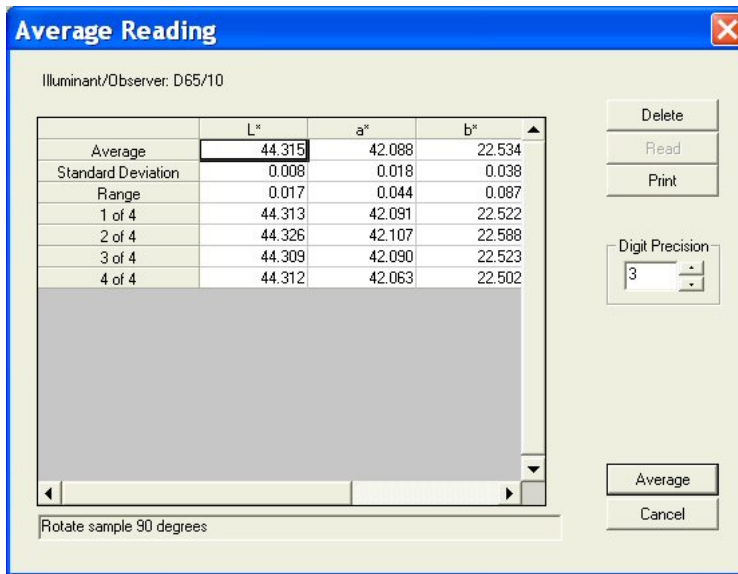 Average Reading
Illuminant/Observer: D65/10
L* a* b*
Average 44.315 42.088 22.534
Standard Deviation 0.008 0.018 0.038
Range 0.017 0.044 0.087
1 of 4 44.313 42.091 22.522
2 of 4 44.326 42.107 22.588
3 of 4 44.309 42.090 22.523
4 of 4 44.312 42.063 22.502
Rotate sample 90 degrees
Delete
Read
Print
Digit Precision
3
Average
Cancel